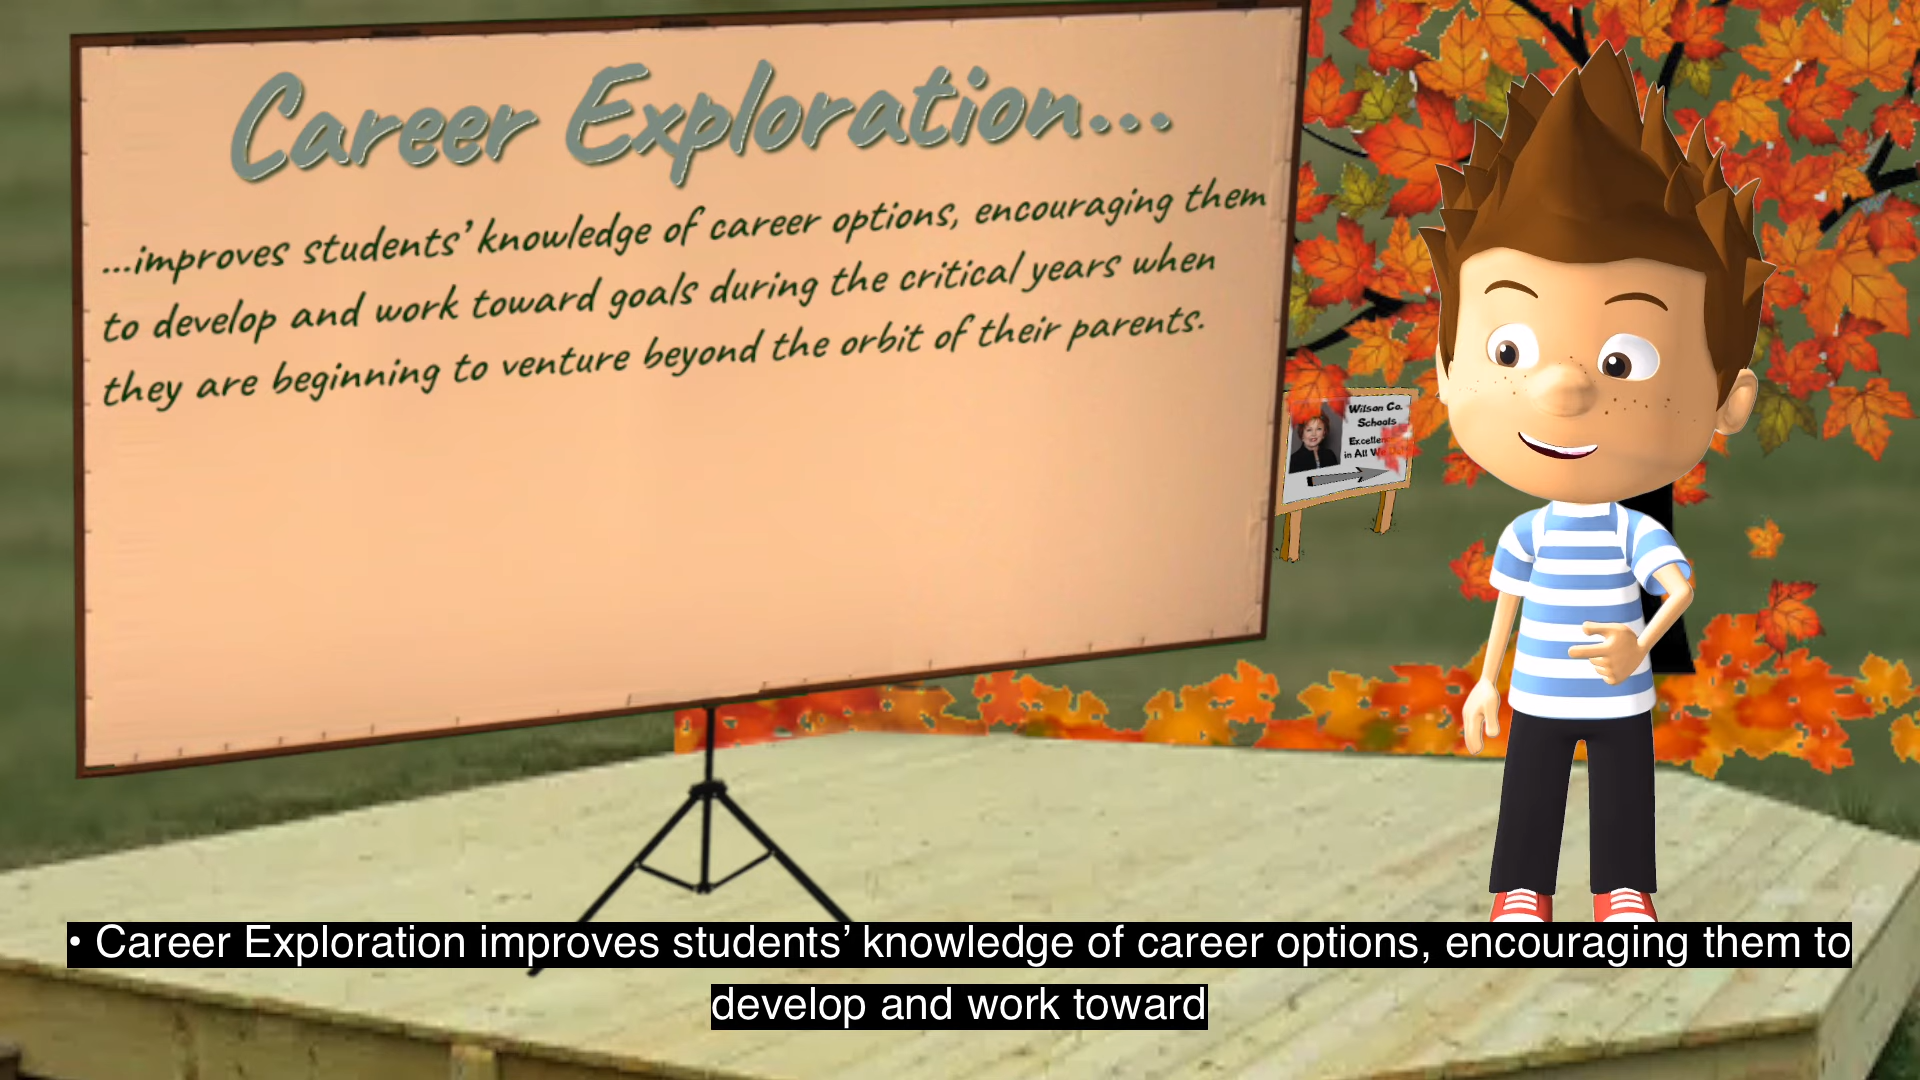 Career Exploration...
...improves students’ knowledge of career options, encouraging them
to develop and work toward goals during the critical years when
they are beginning to venture beyond the orbit of their parents.
Wilson Co.
Schools
in All
• Career Exploration improves students’ knowledge of career options, encouraging them to
develop and work toward